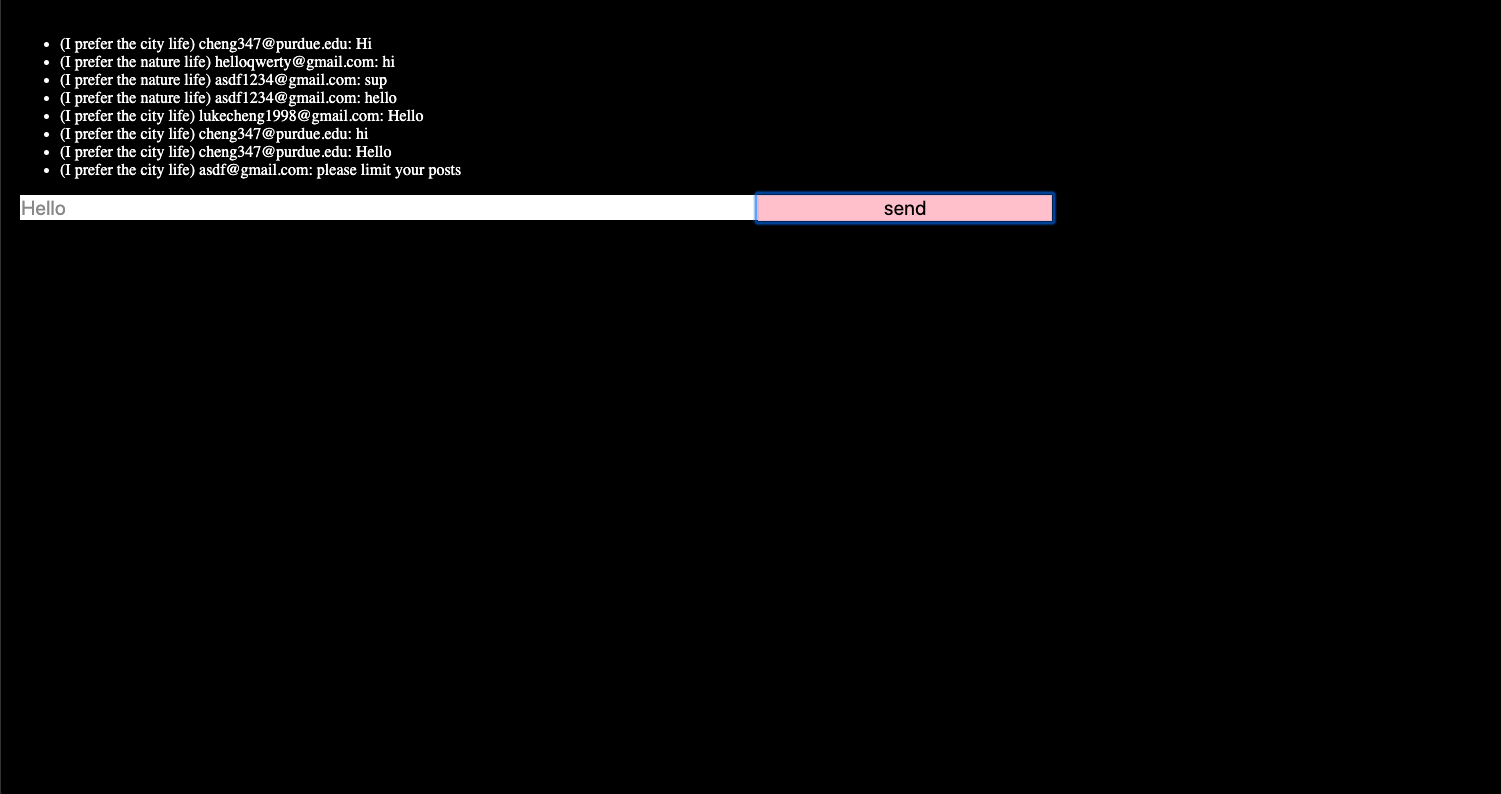 (I prefer the city life) cheng347@purdue.edu: Hi
(I prefer the nature life) helloqwerty@gmail.com: hi
(I prefer the nature life) asdf1234@gmail.com: sup
(I prefer the nature life) asdf1234@gmail.com: hello
(I prefer the city life) lukecheng1998@gmail.com: Hello
(I prefer the city life) cheng347@purdue.edu: hi
(I prefer the city life) cheng347@purdue.edu: Hello
(I prefer the city life) asdf@gmail.com: please limit your posts
Hello send